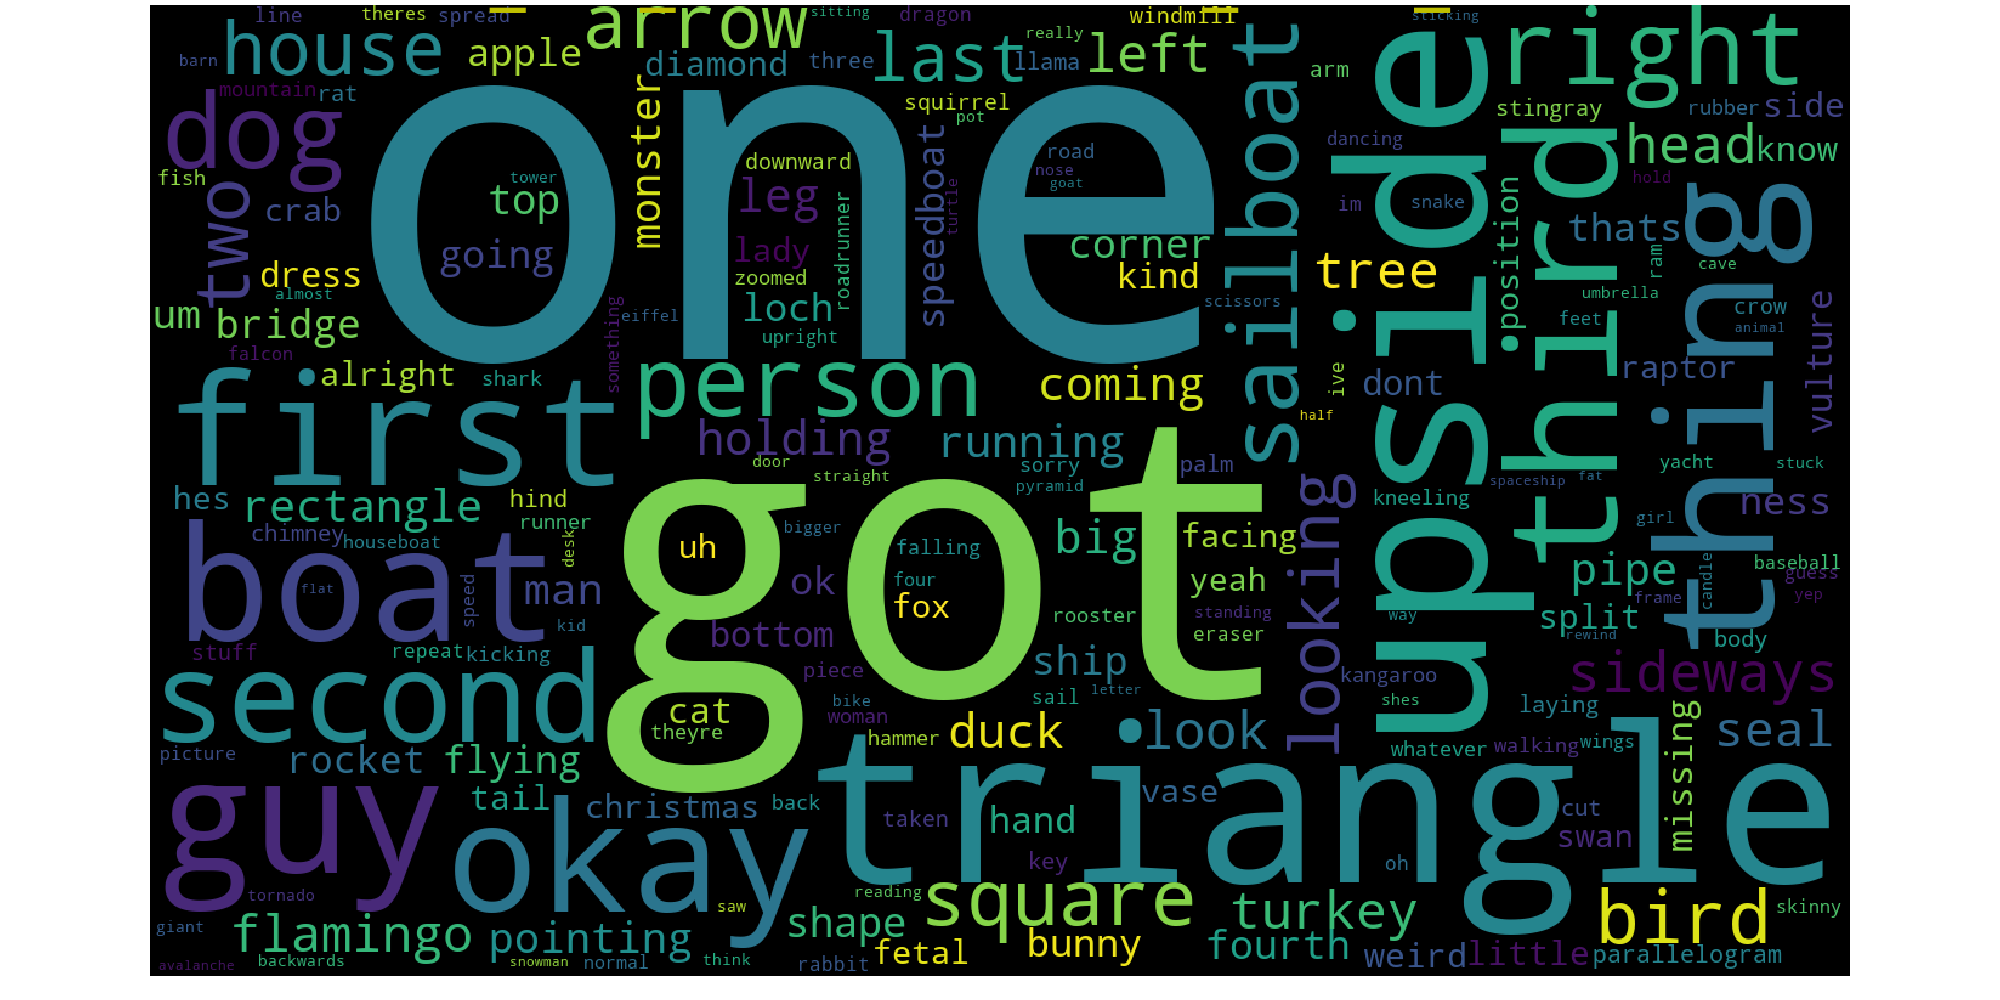 line theres spread sitting dragon windmill sticking
house apple arrow diamond three last really left llama arm right
barn mountain rat squirrel pot stingray rubber side
dog monster one sailboat upside third head know
fish tower downward road nose goat dancing hold
two crab top leg speedboat turtle im snake position
going lady corner thats thing
dress almost zoomed roadrunner kind tree ram cave
um bridge eiffel something loch upright scissors umbrella feet crow animal vulture
falcon alright shark person coming ive dont raptor
first holding running half
door straight sorry pyramid palm looking kneeling spaceship fat yacht stuck
hes rectangle hind runner bigger big facing ness girl
chimney houseboat desk uh falling got
boat flat speed man ok four fox yeah pipe frame candle baseball guess yep
kid bottom rooster standing eraser way split rewind body
stuff repeat kicking piece ship kangaroo sideways
second cat bike woman sail letter shes laying missing
picture rocket flying theyre hammer duck look whatever walking wings seal
guy tail christmas back vase triangle cut
okay taken hand key oh swan
tornado saw reading square turkey bird skinny
giant flamingo pointing shape fetal bunny fourth weird little parallelogram
avalanche backwards snowman normal think rabbit